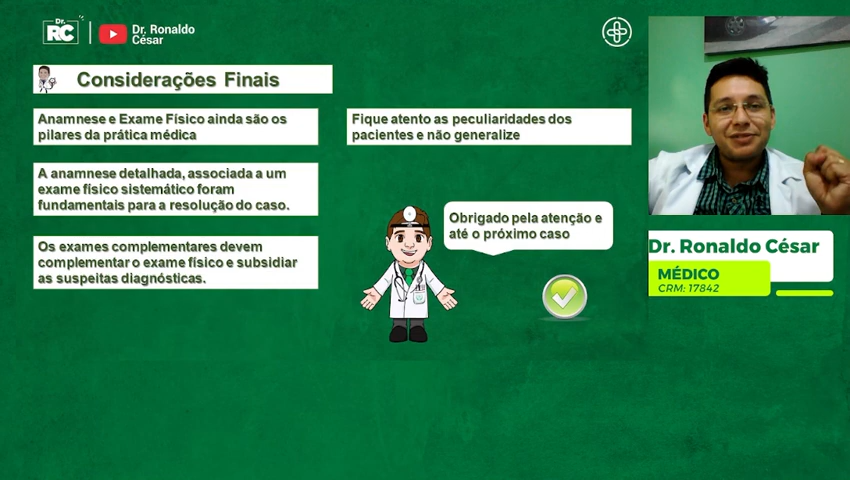 Dr.
RC
Dr. Ronaldo
César
Considerações Finais
Anamnese e Exame Físico ainda são os
pilares da prática médica
A anamnese detalhada, associada a um
exame físico sistemático foram
fundamentais para a resolução do caso.
Os exames complementares devem
complementar o exame físico e subsidiar
as suspeitas diagnósticas.
Fique atento as peculiaridades dos
pacientes e não generalize
Obrigado pela atenção e
até o próximo caso
Dr. Ronaldo César
MÉDICO
CRM: 17842